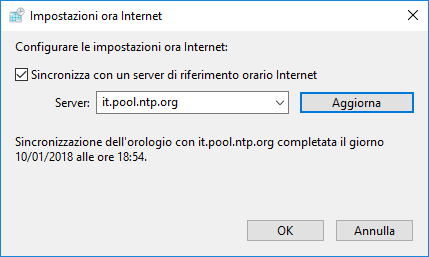 Impostazioni ora Internet
Configurare le impostazioni ora Internet:
Sincronizza con un server di riferimento orario Internet
Server: it.pool.ntp.org Aggiorna
Sincronizzazione dell'orologio con it.pool.ntp.org completata il giorno
10/01/2018 alle ore 18:54.
OK Annulla